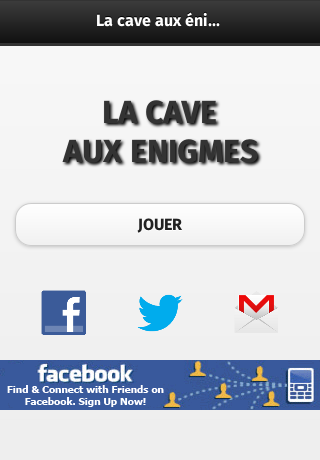 La cave aux éni...
LA CAVE
AUX ENIGMES
JOUER
f
facebook
Find & Connect with Friends on
Facebook. Sign Up Now!